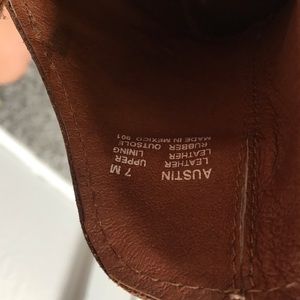 AUSTIN 7 M
LEATHER UPPER
LEATHER LINING
RUBBER OUTSOLE
MADE IN MEXICO 901